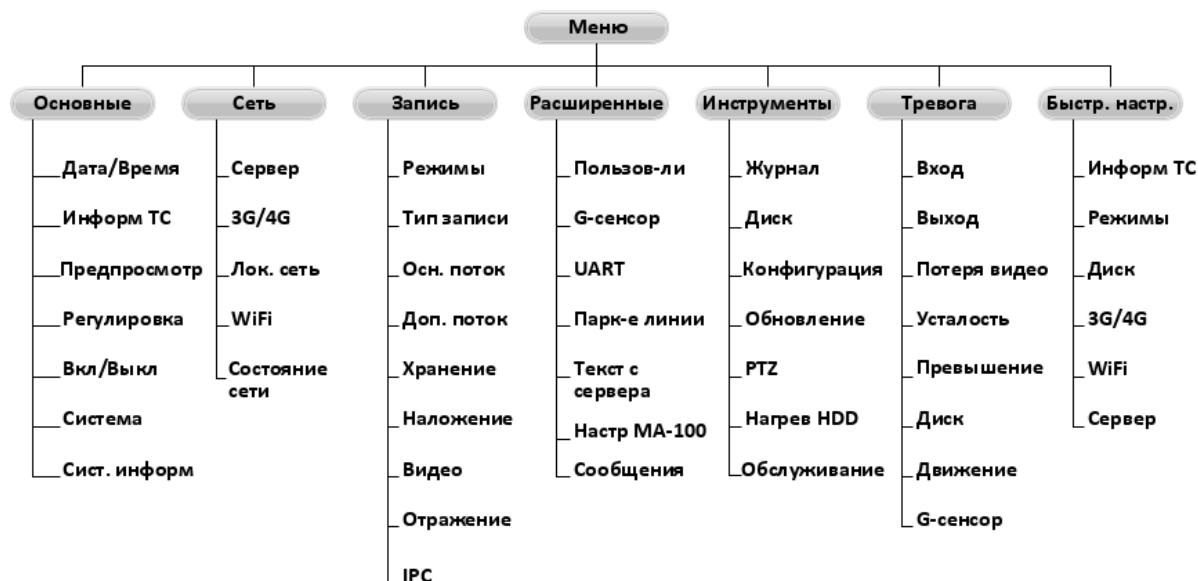 Меню
Основные
Дата/Время
Информ ТС
Предпросмотр
Регулировка
Вкл/Выкл
Система
Сист. информ
Сеть
Сервер
3G/4G
Лок. сеть
WiFi
Состояние
сети
Запись
Режимы
Тип записи
Осн. поток
Доп. поток
Хранение
Наложение
Видео
Отражение
IPC
Расширенные
Пользов-ли
G-сенсор
UART
Парк-е линии
Текст с
сервера
Настр МА-100
Сообщения
Инструменты
Журнал
Диск
Конфигурация
Обновление
PTZ
Нагрев HDD
Обслуживание
Тревога
Вход
Выход
Потеря видео
Усталость
Превышение
Диск
Движение
G-сенсор
Быстр. настр.
Информ ТС
Режимы
Диск
3G/4G
WiFi
Сервер